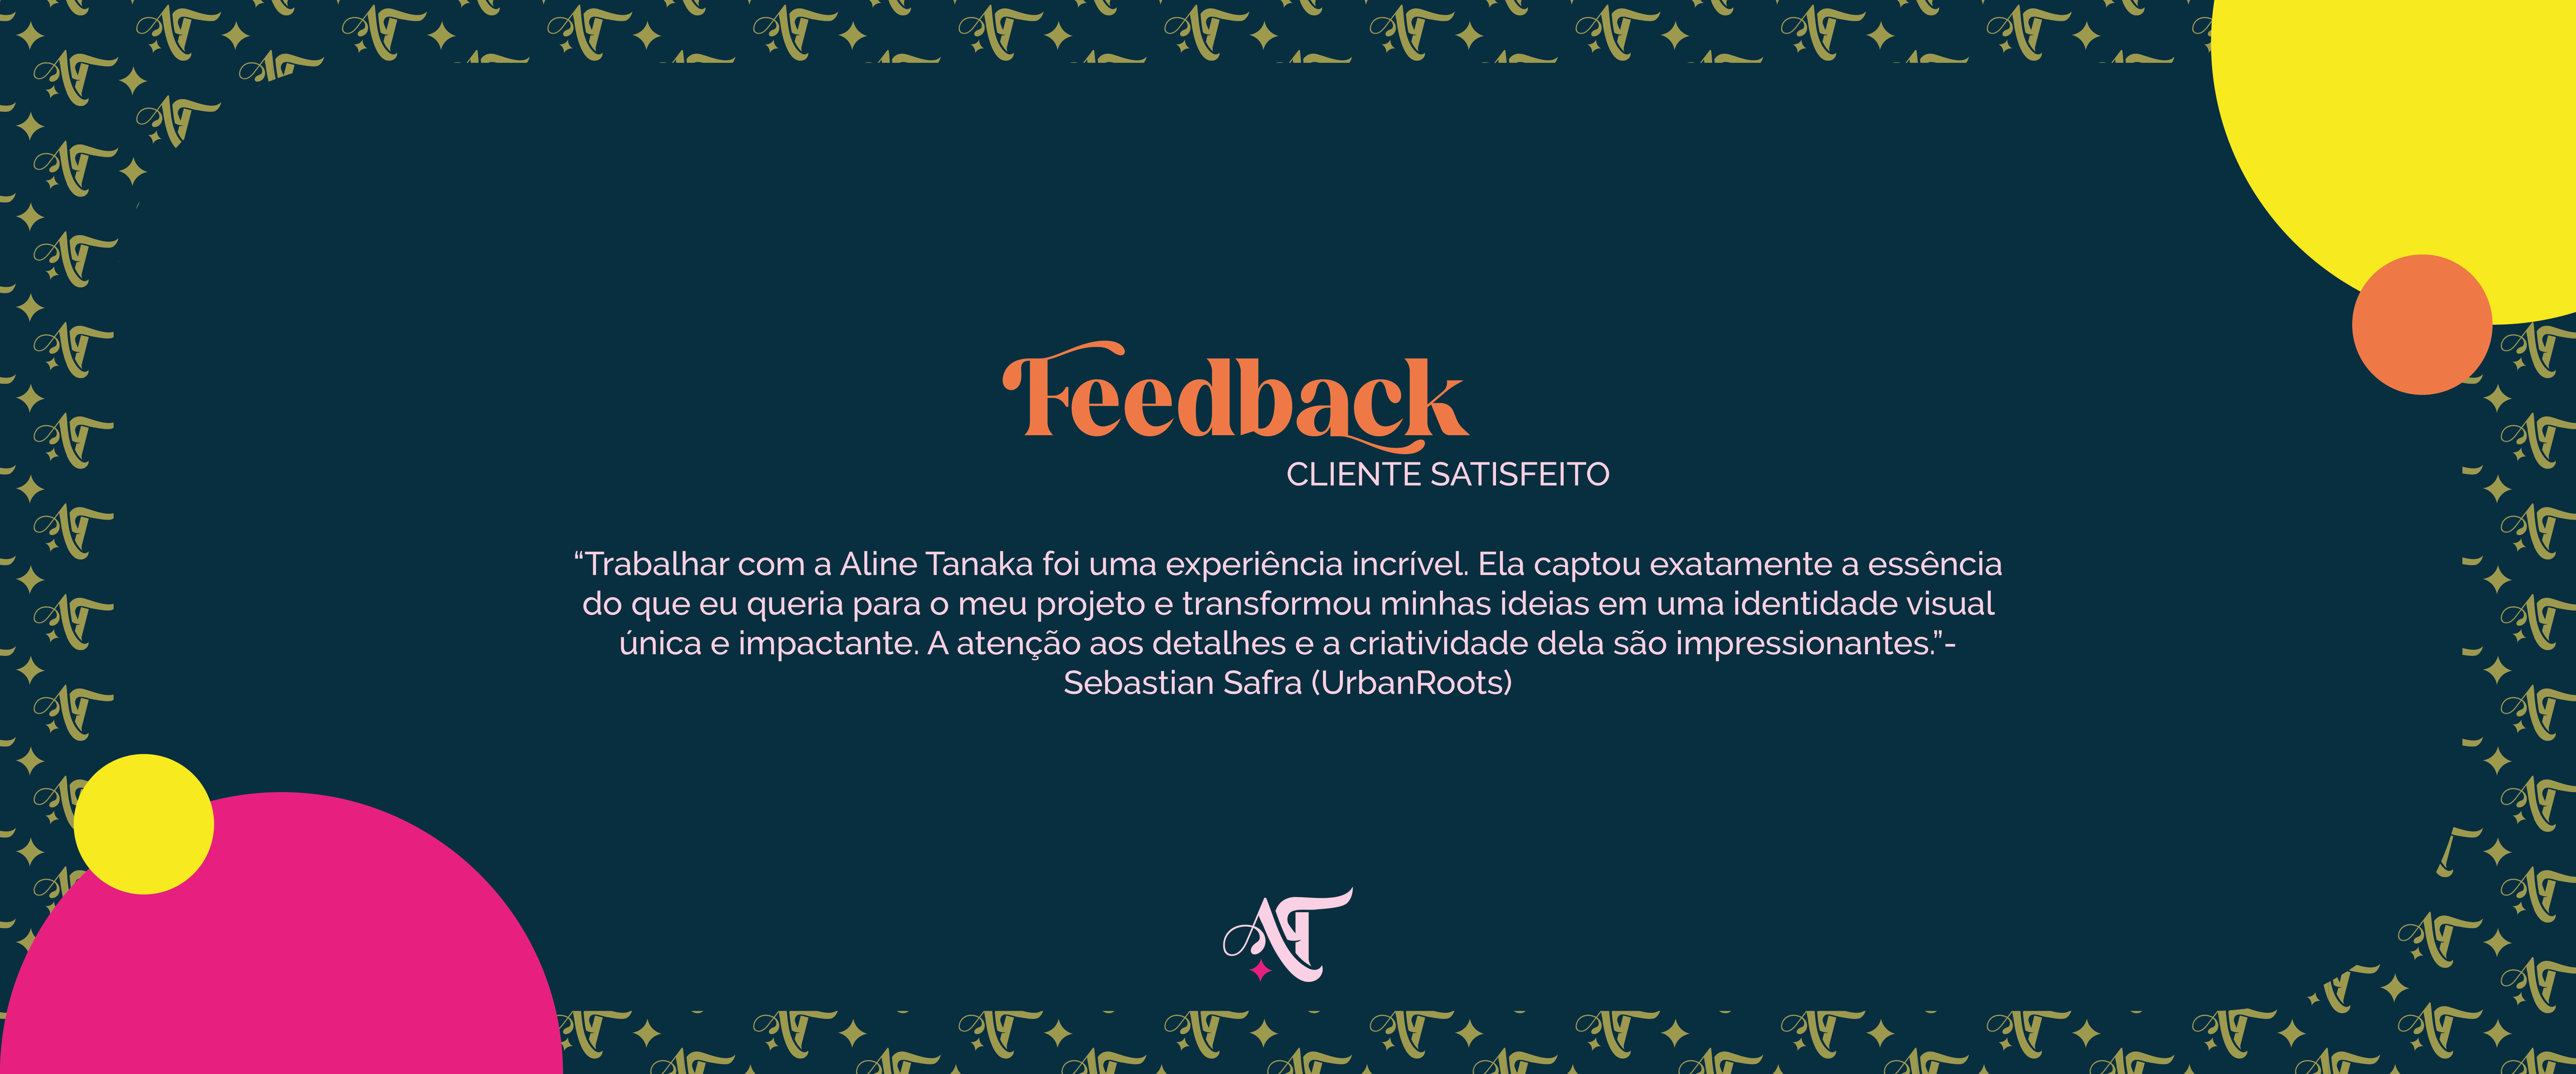 Feedback
CLIENTE SATISFEITO
“Trabalhar com a Aline Tanaka foi uma experiência incrível. Ela captou exatamente a essência
do que eu queria para o meu projeto e transformou minhas ideias em uma identidade visual
única e impactante. A atenção aos detalhes e a criatividade dela são impressionantes.”-
Sebastian Safra (UrbanRoots)
AT